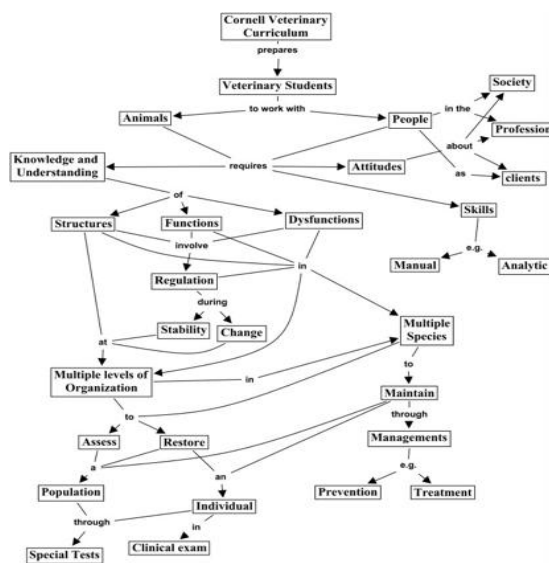 Cornell Veterinary
Curriculum
prepares
Veterinary Students
to work with
Animals
People
in the
Society
Profession
about
as
clients
Knowledge and
Understanding
requires
Attitudes
Skills
of
Structures
Functions
Dysfunctions
involve
e.g.
Manual
Analytic
in
Regulation
during
Stability
Change
at
Multiple
Species
Multiple levels of
Organization
in
to
Maintain
to
through
Assess
Restore
Managements
a
an
e.g.
Population
Individual
Prevention
Treatment
through
in
Special Tests
Clinical exam